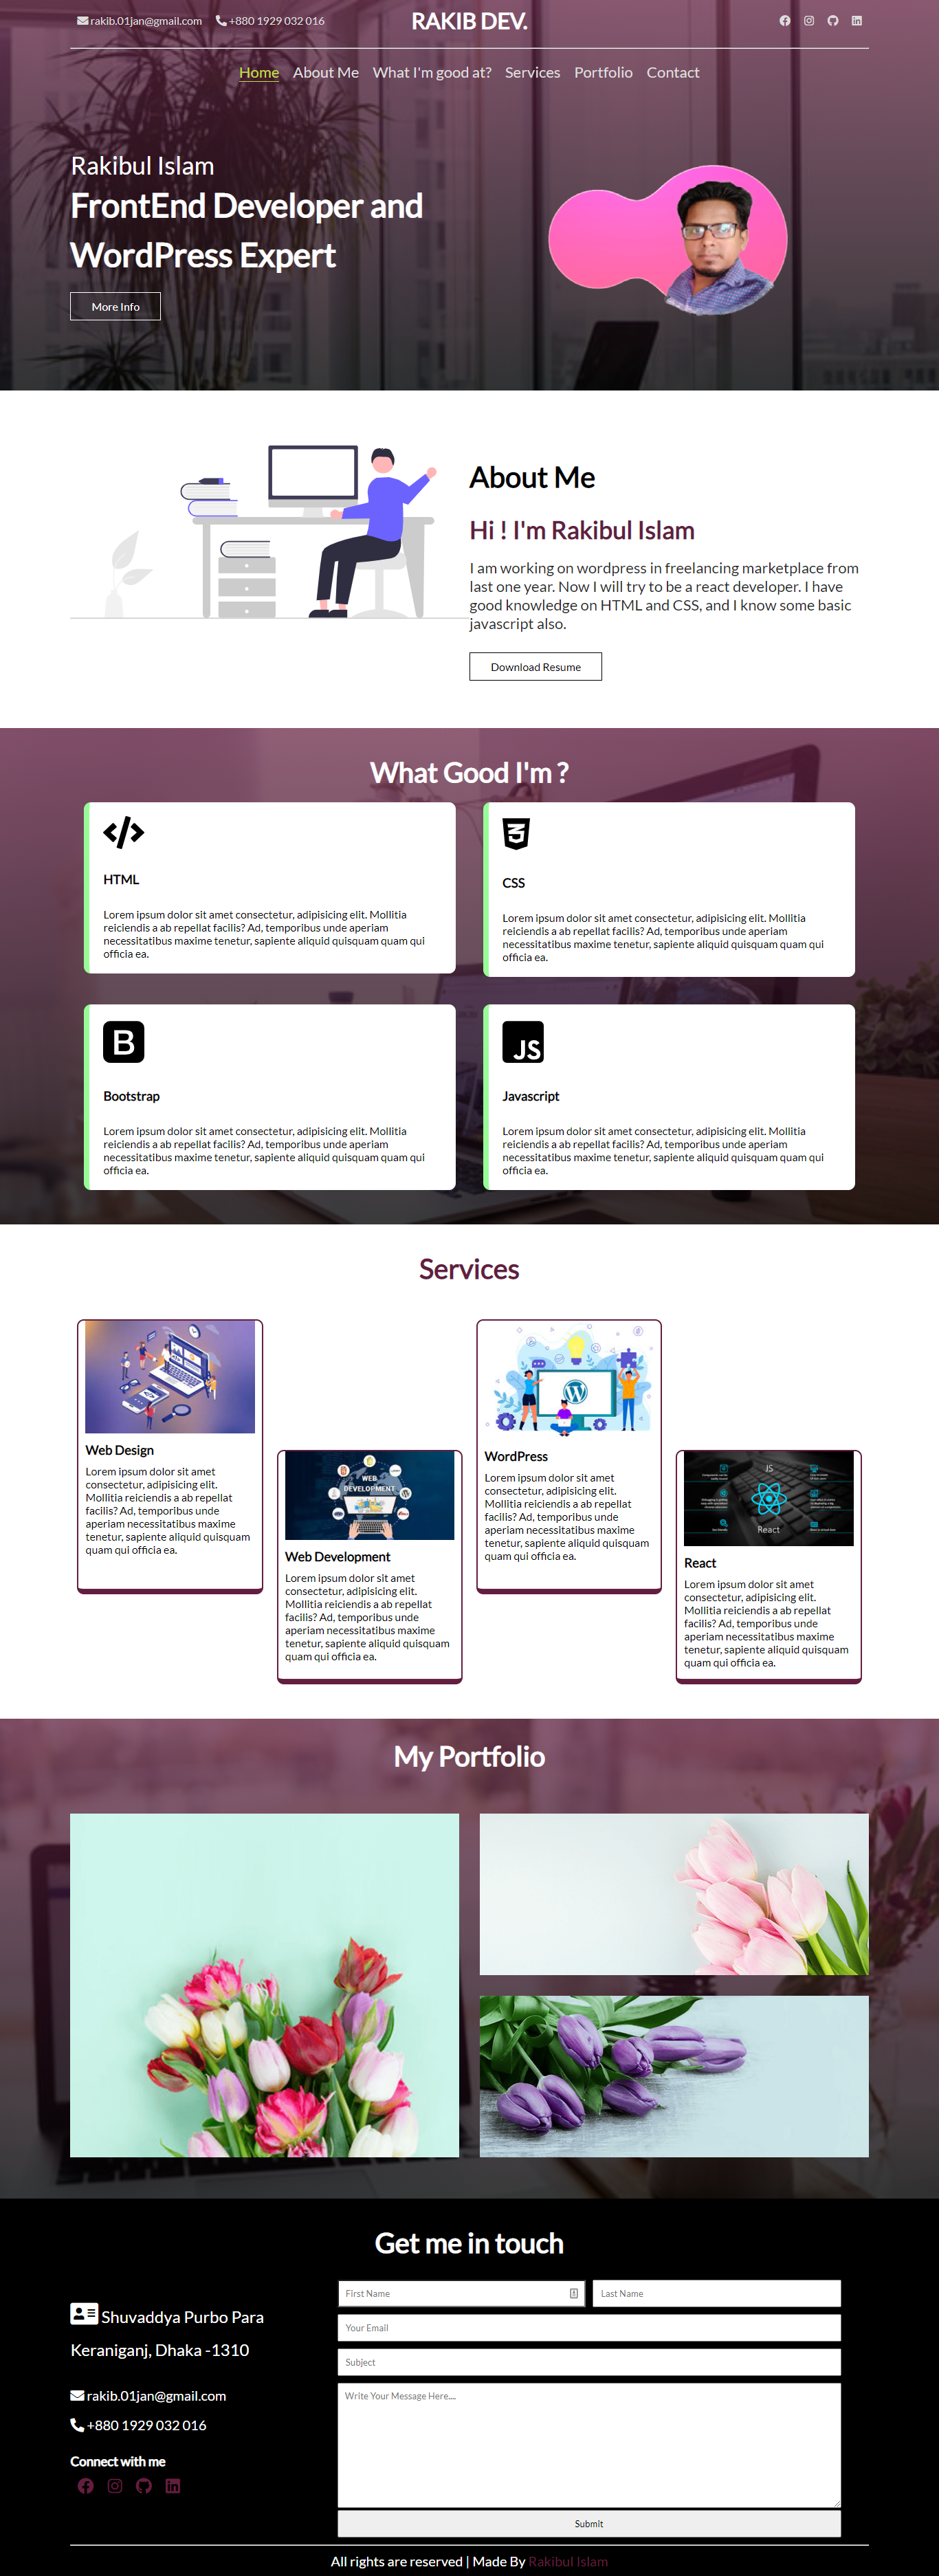 rakib.01jan@gmail.com +880 1929 032 016 RAKIB DEV.
Home About Me What I'm good at? Services Portfolio Contact
Rakibul Islam
FrontEnd Developer and
WordPress Expert
More Info
About Me
Hi ! I'm Rakibul Islam
I am working on wordpress in freelancing marketplace from
last one year. Now I will try to be a react developer. I have
good knowledge on HTML and CSS, and I know some basic
javascript also.
Download Resume
What Good I'm ?
HTML
Lorem ipsum dolor sit amet consectetur, adipisicing elit. Mollitia
reiciendis a ab repellat facilis? Ad, temporibus unde aperiam
necessitatibus maxime tenetur, sapiente aliquid quisquam quam qui
officia ea.
CSS
Lorem ipsum dolor sit amet consectetur, adipisicing elit. Mollitia
reiciendis a ab repellat facilis? Ad, temporibus unde aperiam
necessitatibus maxime tenetur, sapiente aliquid quisquam quam qui
officia ea.
B
Bootstrap
Lorem ipsum dolor sit amet consectetur, adipisicing elit. Mollitia
reiciendis a ab repellat facilis? Ad, temporibus unde aperiam
necessitatibus maxime tenetur, sapiente aliquid quisquam quam qui
officia ea.
JS
Javascript
Lorem ipsum dolor sit amet consectetur, adipisicing elit. Mollitia
reiciendis a ab repellat facilis? Ad, temporibus unde aperiam
necessitatibus maxime tenetur, sapiente aliquid quisquam quam qui
officia ea.
Services
Web Design
Lorem ipsum dolor sit amet
consectetur, adipisicing elit.
Mollitia reiciendis a ab repellat
facilis? Ad, temporibus unde
aperiam necessitatibus maxime
tenetur, sapiente aliquid quisquam
quam qui officia ea.
WEB
DEVELOPMENT
Web Development
Lorem ipsum dolor sit amet
consectetur, adipisicing elit.
Mollitia reiciendis a ab repellat
facilis? Ad, temporibus unde
aperiam necessitatibus maxime
tenetur, sapiente aliquid quisquam
quam qui officia ea.
WordPress
Lorem ipsum dolor sit amet
consectetur, adipisicing elit.
Mollitia reiciendis a ab repellat
facilis? Ad, temporibus unde
aperiam necessitatibus maxime
tenetur, sapiente aliquid quisquam
quam qui officia ea.
JS
React
React
Lorem ipsum dolor sit amet
consectetur, adipisicing elit.
Mollitia reiciendis a ab repellat
facilis? Ad, temporibus unde
aperiam necessitatibus maxime
tenetur, sapiente aliquid quisquam
quam qui officia ea.
My Portfolio
Get me in touch
Shuvaddya Purbo Para
Keraniganj, Dhaka -1310
rakib.01jan@gmail.com
+880 1929 032 016
Connect with me
First Name Last Name
Your Email
Subject
Write Your Message Here....
Submit
All rights are reserved | Made By Rakibul Islam